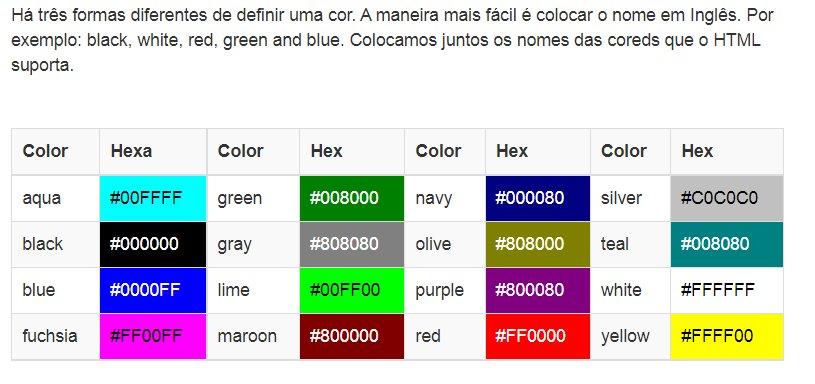 Há três formas diferentes de definir uma cor. A maneira mais fácil é colocar o nome em Inglês. Por
exemplo: black, white, red, green and blue. Colocamos juntos os nomes das coreds que o HTML
suporta.
Color Hexa Color Hex Color Hex Color Hex
aqua #00FFFF green #008000 navy #000080 silver #C0C0C0
black #000000 gray #808080 olive #808000 teal #008080
blue #0000FF lime #00FF00 purple #800080 white #FFFFFF
fuchsia #FF00FF maroon #800000 red #FF0000 yellow #FFFF00